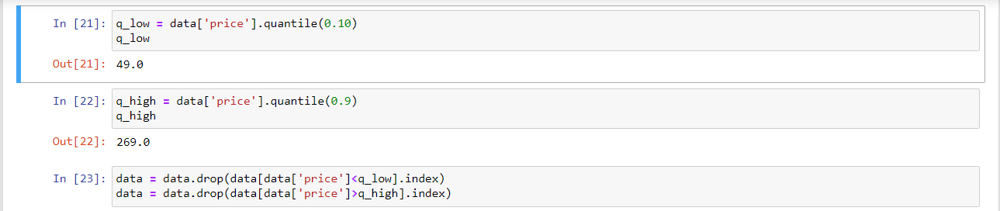 In [21]: q_low = data['price'].quantile(0.10)
q_low
Out[21]: 49.0
In [22]: q_high = data['price'].quantile(0.9)
q_high
Out[22]: 269.0
In [23]: data = data.drop(data[data['price']<q_low].index)
data = data.drop(data[data['price']>q_high].index)